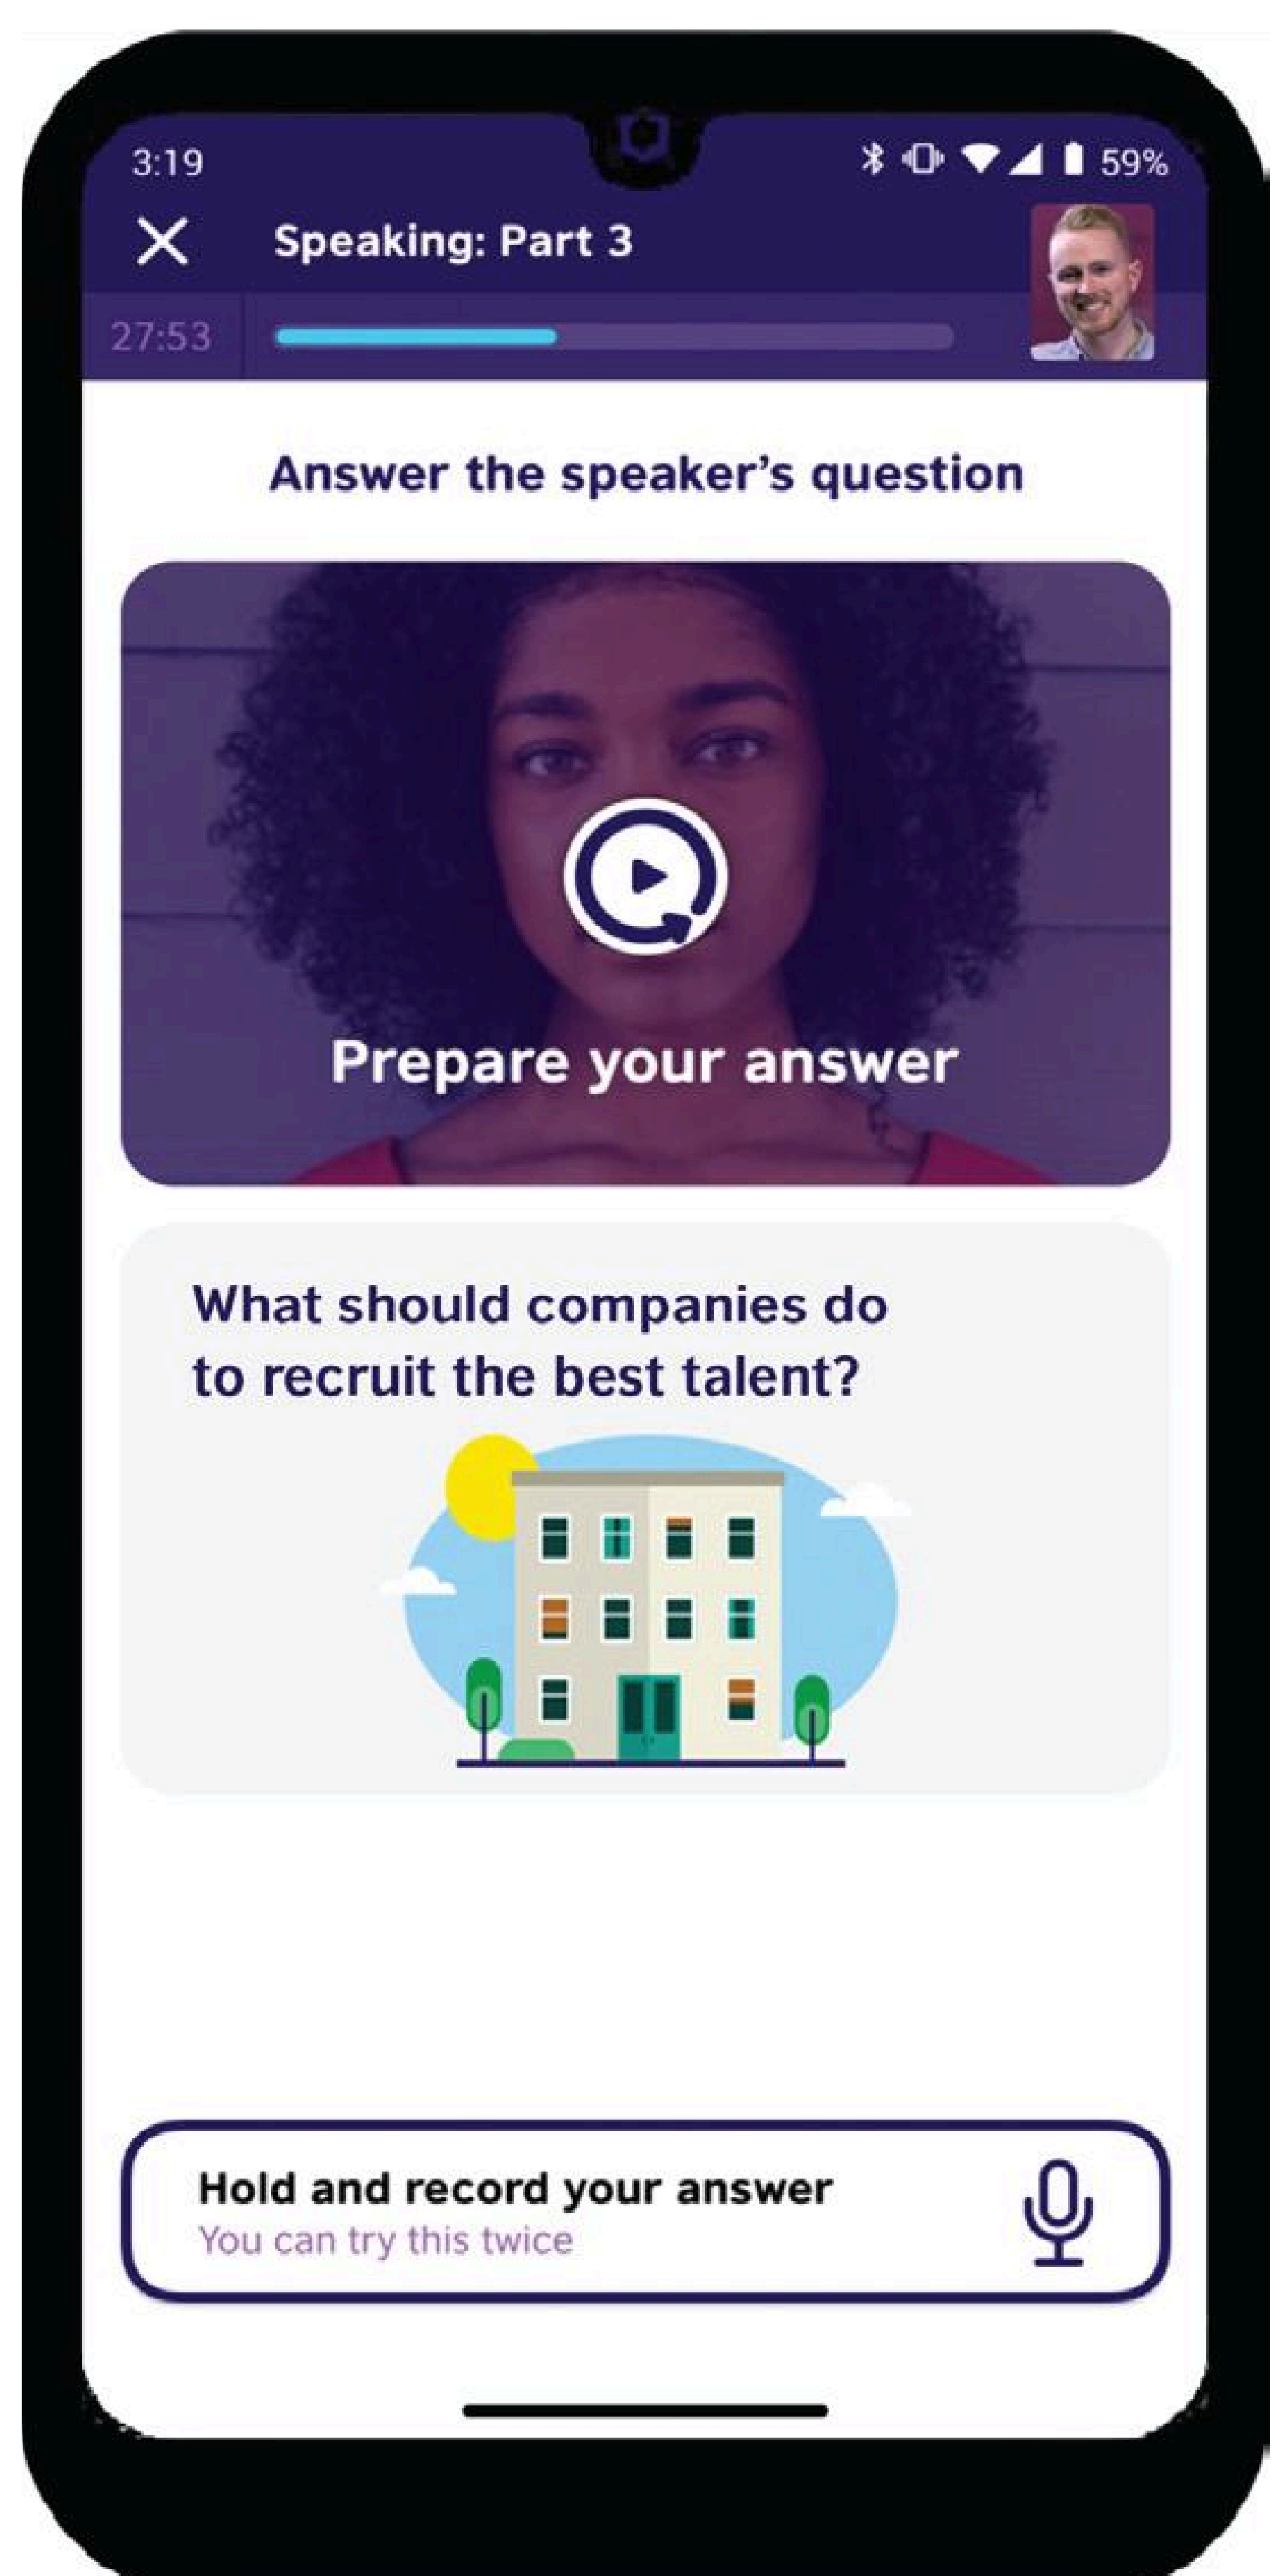 3:19
59%
Speaking: Part 3
27:53
Answer the speaker’s question
Prepare your answer
What should companies do
to recruit the best talent?
Hold and record your answer
You can try this twice